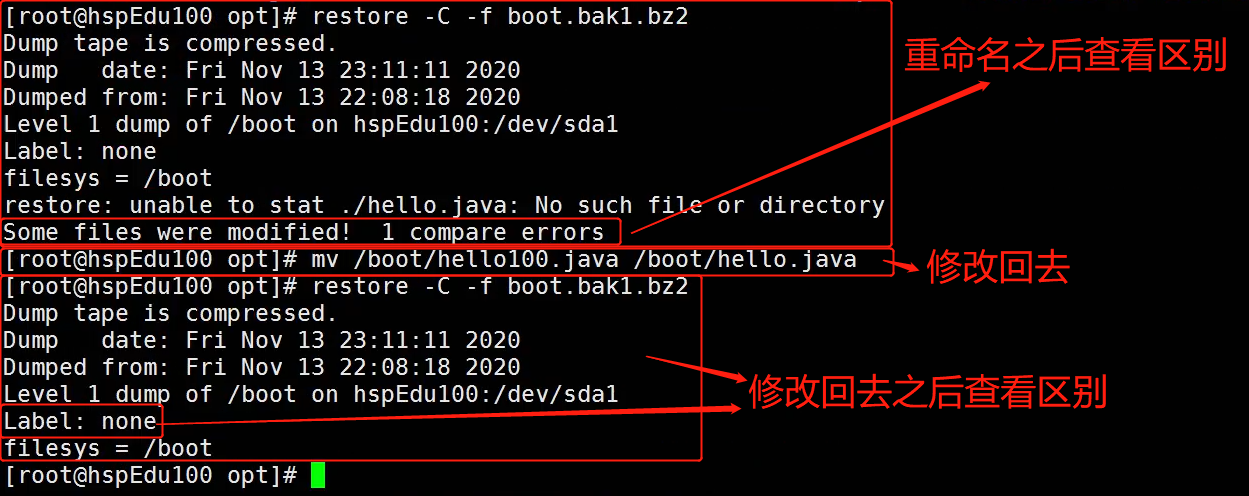 [root@hspEdu100 opt]# restore -C -f boot.bak1.bz2
Dump tape is compressed.
Dump   date: Fri Nov 13 23:11:11 2020
Dumped from: Fri Nov 13 22:08:18 2020
Level 1 dump of /boot on hspEdu100:/dev/sda1
Label: none
filesys = /boot
restore: unable to stat ./hello.java: No such file or directory
Some files were modified!  1 compare errors
重命名之后查看区别
[root@hspEdu100 opt]# mv /boot/hello100.java /boot/hello.java
修改回去
[root@hspEdu100 opt]# restore -C -f boot.bak1.bz2
Dump tape is compressed.
Dump   date: Fri Nov 13 23:11:11 2020
Dumped from: Fri Nov 13 22:08:18 2020
Level 1 dump of /boot on hspEdu100:/dev/sda1
Label: none
filesys = /boot
修改回去之后查看区别
[root@hspEdu100 opt]#